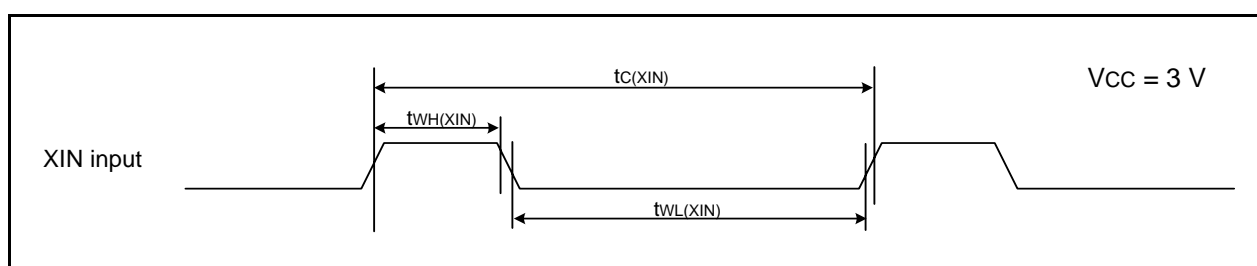 tC(XIN)
VCC = 3 V
tWH(XIN)
XIN input
tWL(XIN)